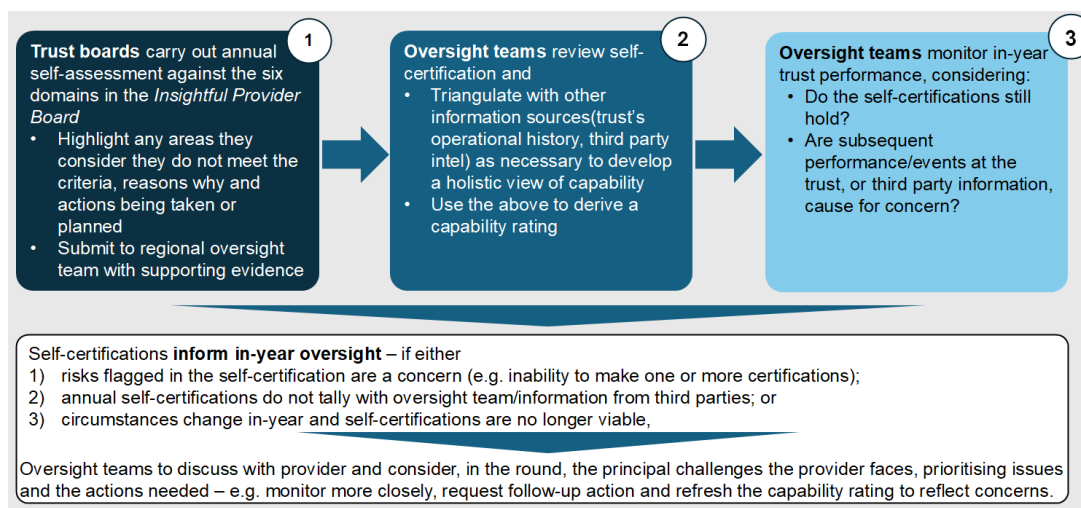 1
Trust boards carry out annual
self-assessment against the six
domains in the Insightful Provider
Board
• Highlight any areas they
consider they do not meet the
criteria, reasons why and
actions being taken or
planned
• Submit to regional oversight
team with supporting evidence
2
Oversight teams review self-
certification and
• Triangulate with other
information sources(trust's
operational history, third party
intel) as necessary to develop
a holistic view of capability
• Use the above to derive a
capability rating
3
Oversight teams monitor in-year
trust performance, considering:
• Do the self-certifications still
hold?
• Are subsequent
performance/events at the
trust, or third party information,
cause for concern?
Self-certifications inform in-year oversight – if either
1) risks flagged in the self-certification are a concern (e.g. inability to make one or more certifications);
2) annual self-certifications do not tally with oversight team/information from third parties; or
3) circumstances change in-year and self-certifications are no longer viable,
Oversight teams to discuss with provider and consider, in the round, the principal challenges the provider faces, prioritising issues
and the actions needed – e.g. monitor more closely, request follow-up action and refresh the capability rating to reflect concerns.